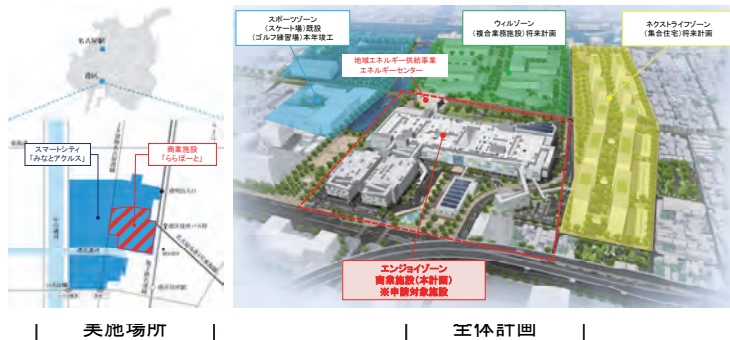 名古屋駅
港区
スマートシティ
「みなとアクルス」
商業施設
「ららぽーと」
港明出入口
スポーツゾーン
(スケート場)既設
(ゴルフ練習場)本年竣工
ウィルゾーン
(複合業務施設)将来計画
ネクストライフゾーン
(集合住宅)将来計画
地域エネルギー供給事業
エネルギーセンター
エンジョイゾーン
商業施設(本計画)
※申請対象施設
実施場所
全体計画